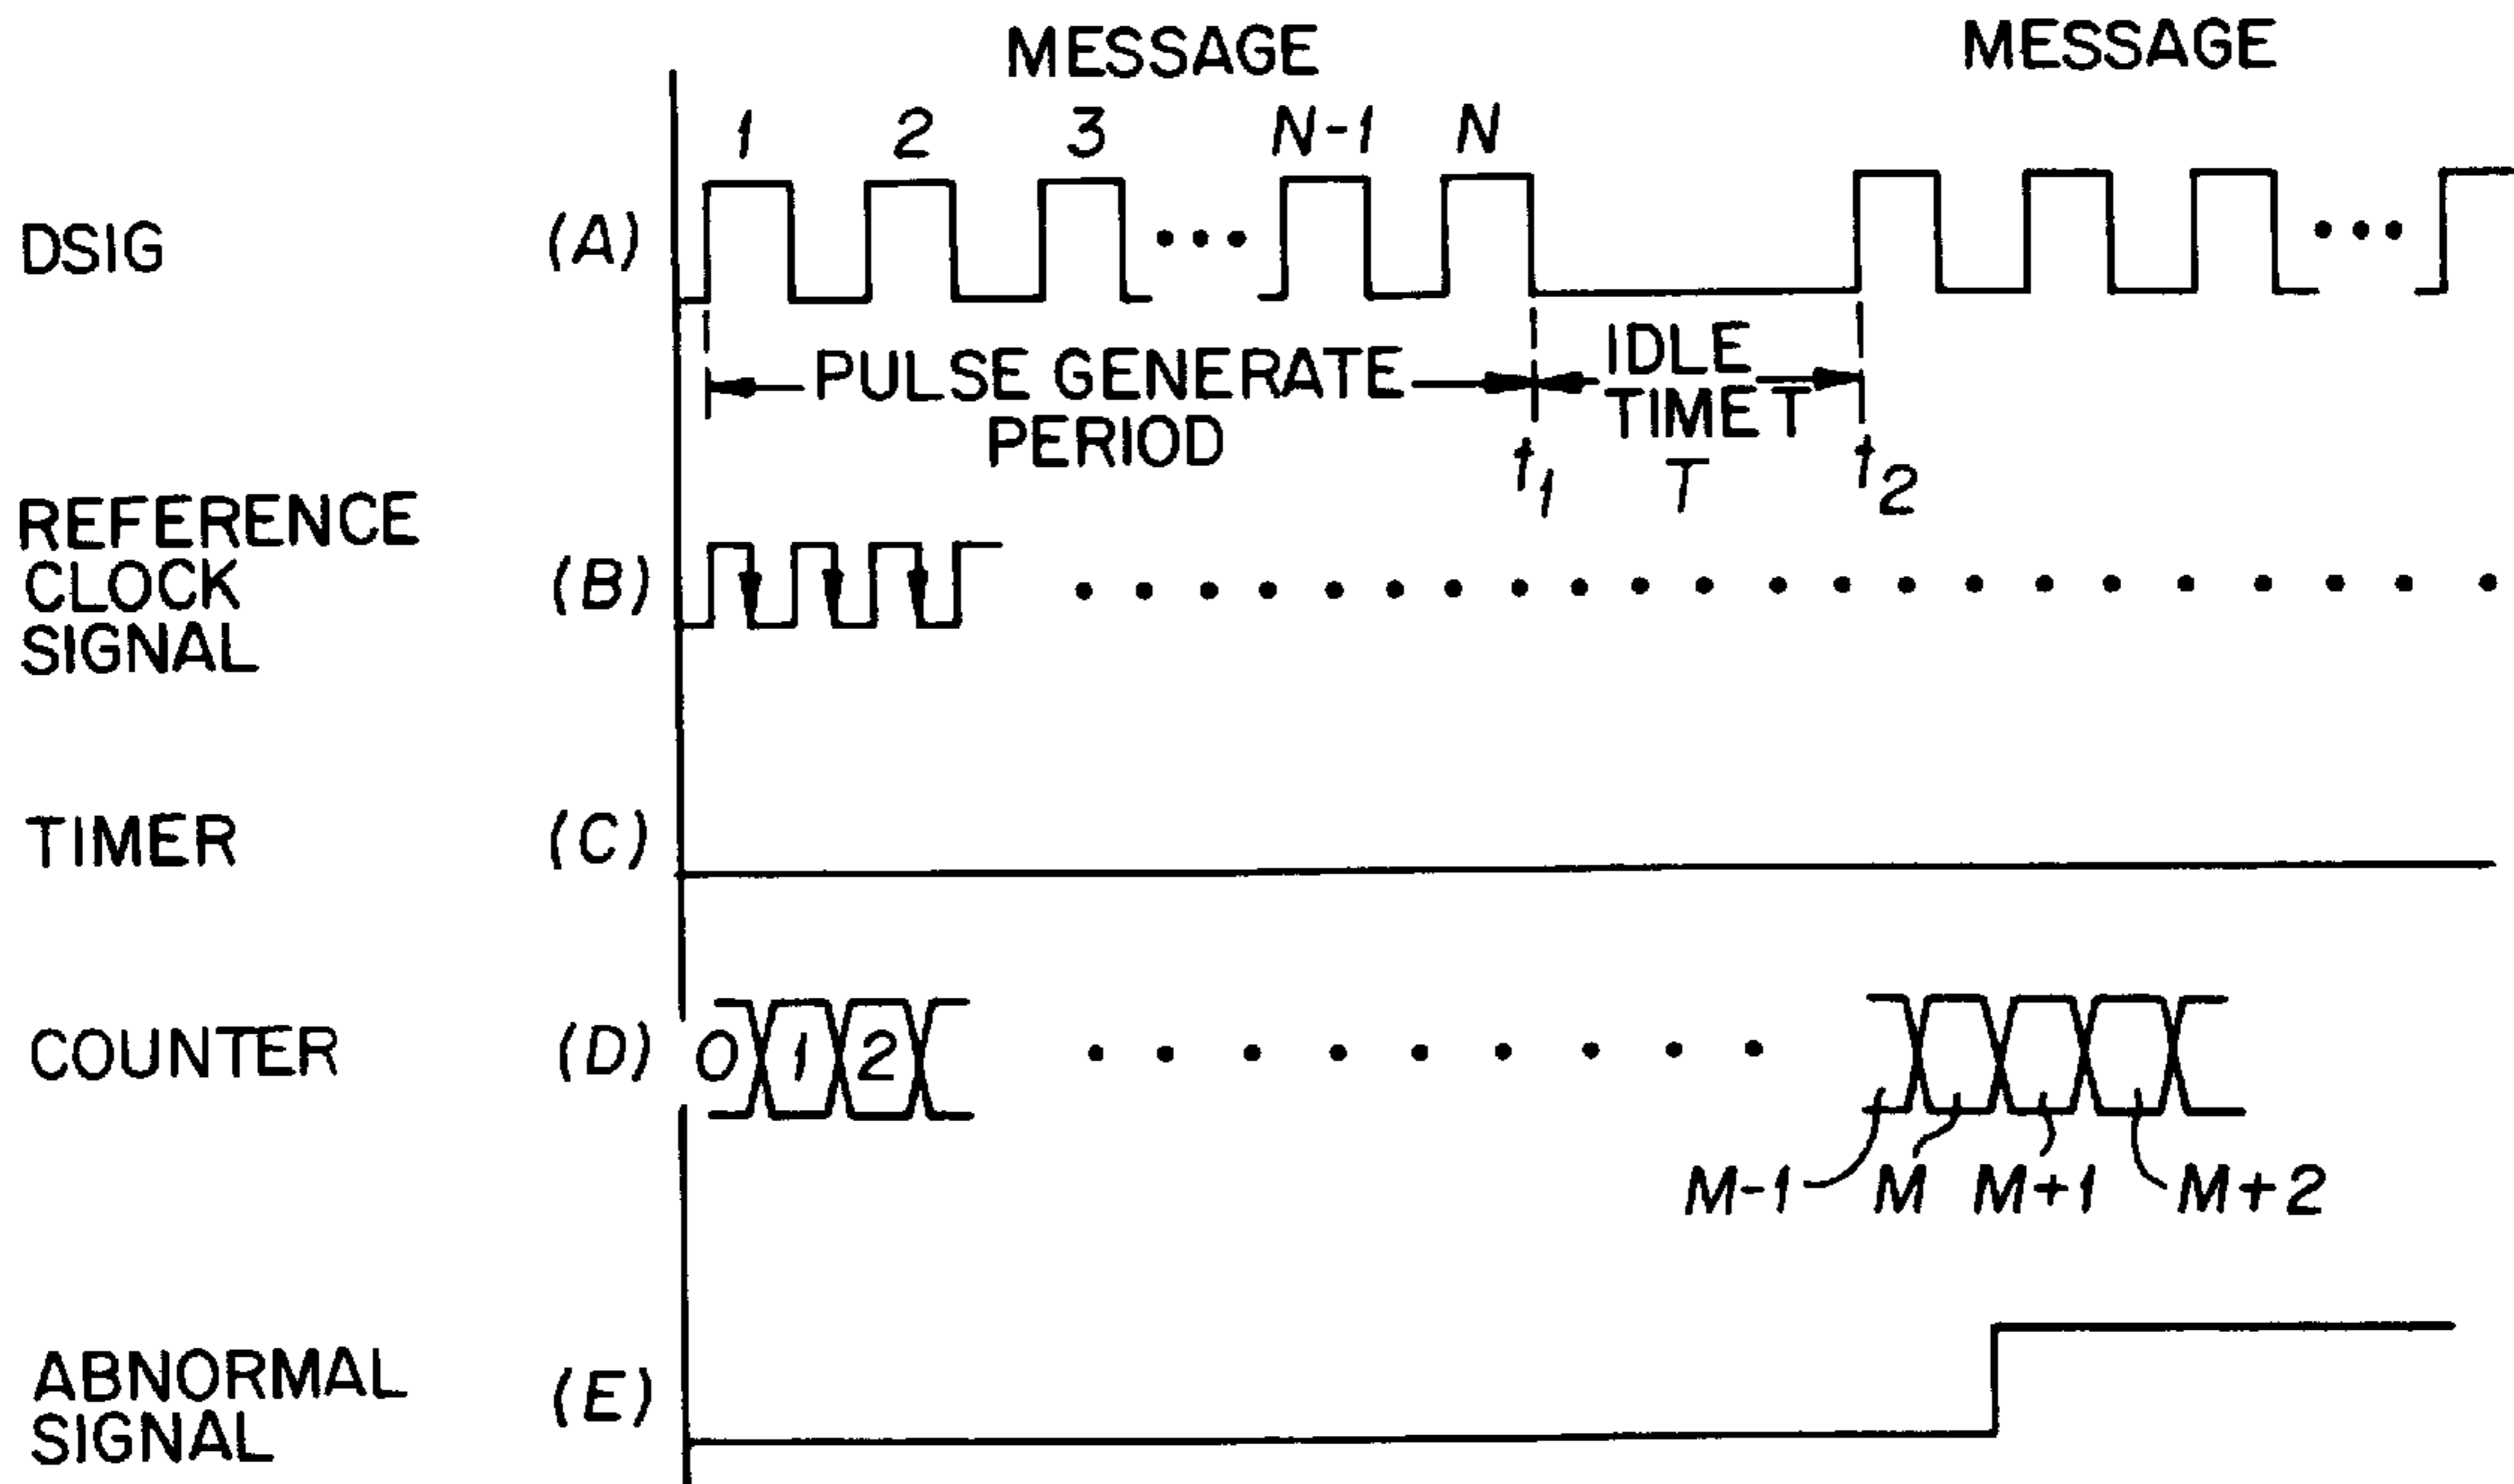 MESSAGE MESSAGE
1 2 3 N-1 N
DSIG (A)
PULSE GENERATE PERIOD
IDLE
TIME T
T
t1 t2
REFERENCE
CLOCK
SIGNAL
(B)
TIMER (C)
COUNTER (D) 0 1 2
M-1 M M+1 M+2
ABNORMAL
SIGNAL
(E)